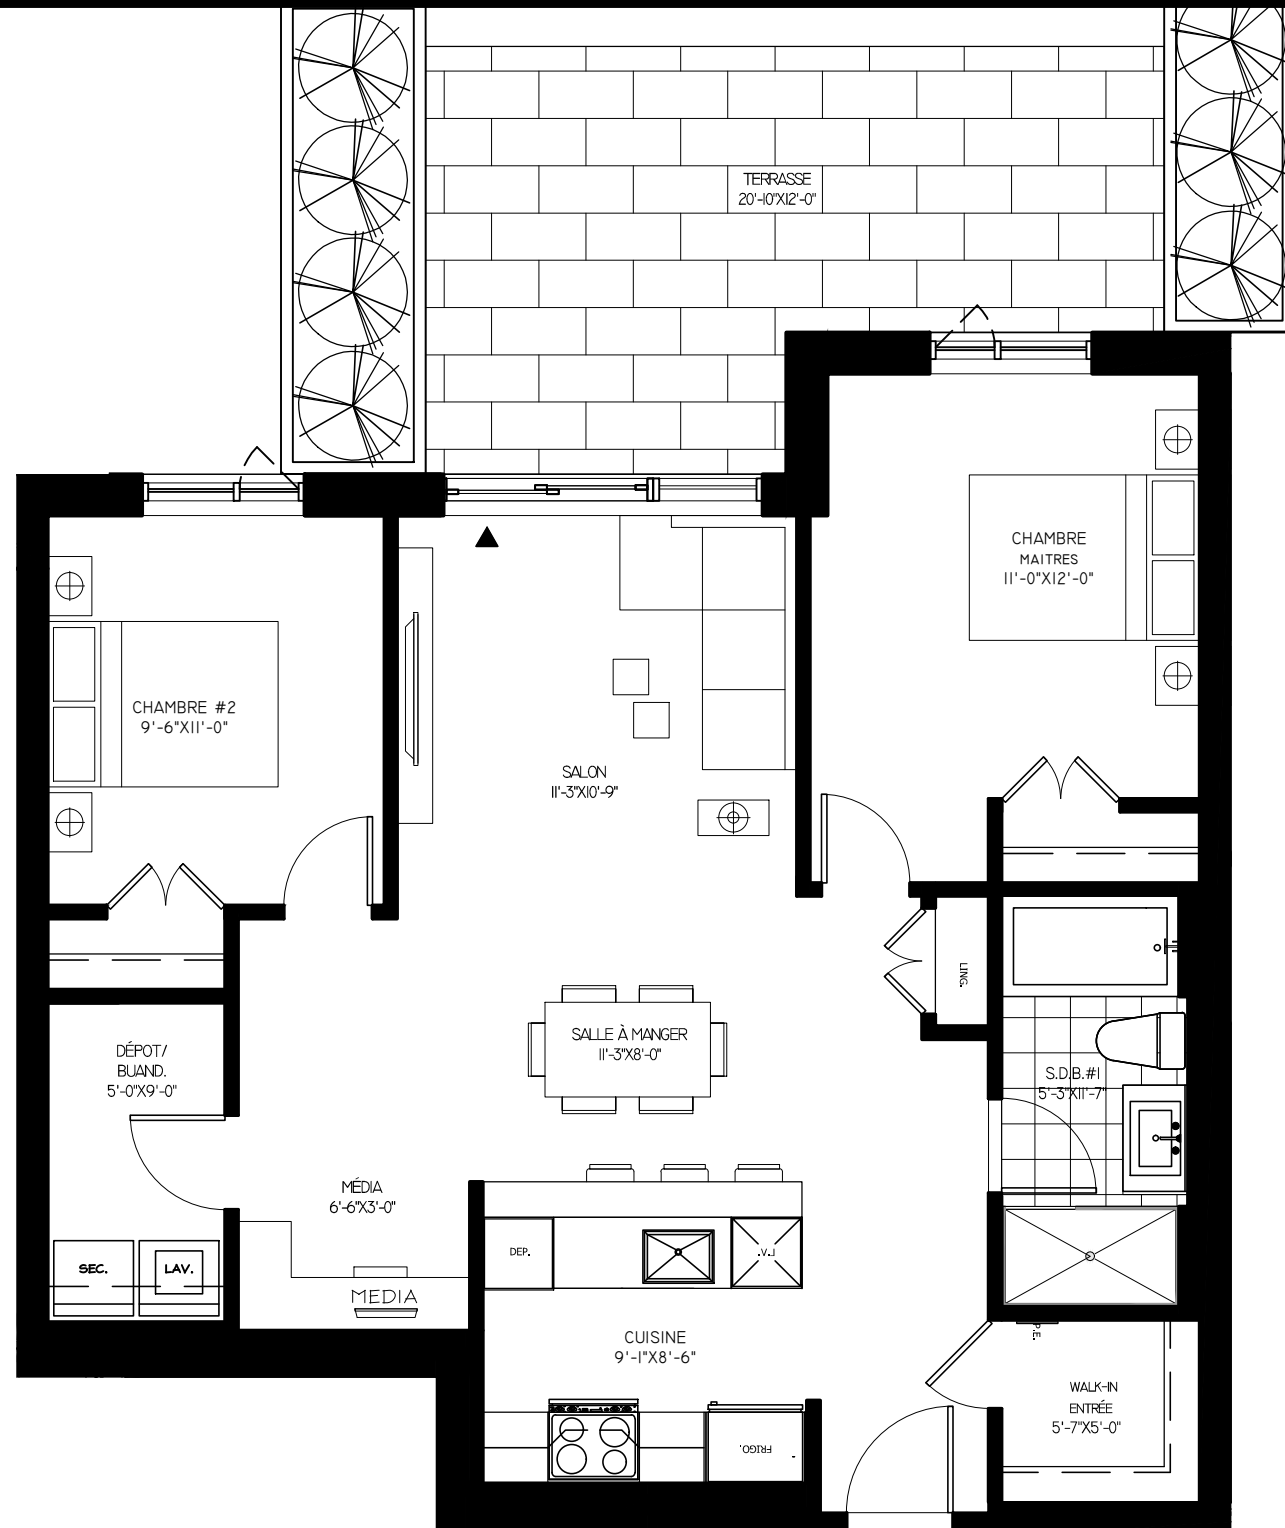 TERRASSE
20'-10"X12'-0"
CHAMBRE
MAITRES
11'-0"X12'-0"
CHAMBRE #2
9'-6"X11'-0"
SALON
11'-3"X10'-9"
LING.
SALLE À MANGER
11'-3"X8'-0"
DÉPOT/
BUAND.
5'-0"X9'-0"
S.D.B.#1
5'-3"X11'-7"
MÉDIA
6'-6"X3'-0"
DEP.
L.V.
SEC.
LAV.
MEDIA
CUISINE
9'-1"X8'-6"
P.E.
WALK-IN
ENTRÉE
5'-7"X5'-0"
FRIGO.